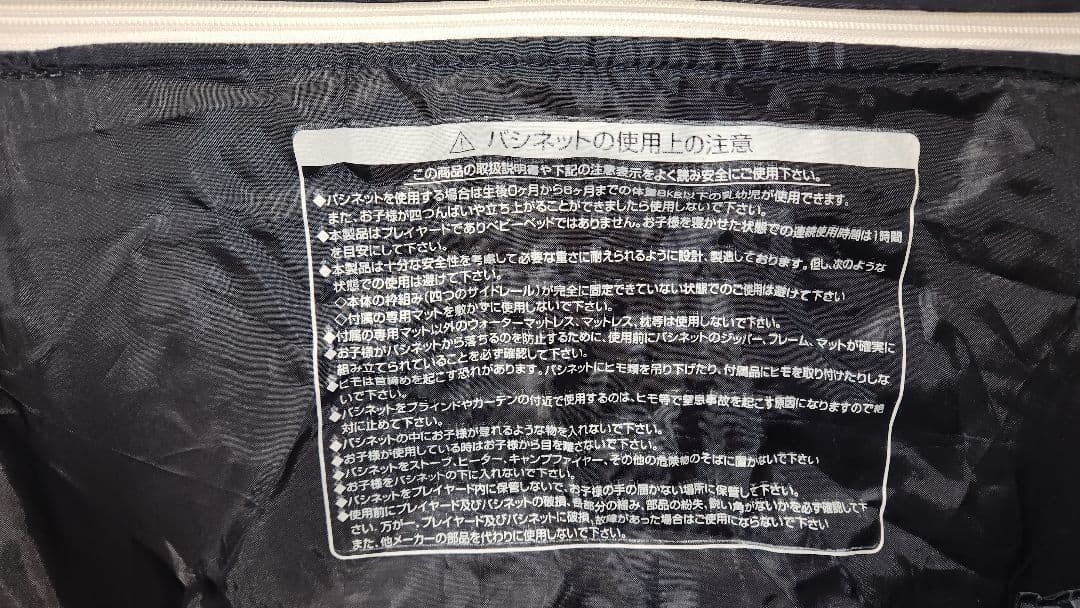 ⚠ バシネットの使用上の注意
この商品の取扱説明書や下記の注意表示をよく読み安全にご使用下さい。
◆バシネットを使用する場合は生後0ヶ月から6ヶ月までの体重8Kg以下の乳幼児が使用できます。
また、お子様が四つんばいや立ち上がることができましたら使用しないで下さい。
◆本製品はプレイヤードでありベビーベッドではありません。お子様を寝かせた状態での連続使用時間は1時間
を目安にして下さい。
◆本製品は十分な安全性を考慮して必要な重さに耐えられるように設計、製造しております。但し、次のような
状態での使用は避けて下さい。
◇本体の枠組み(四つのサイドレール)が完全に固定できていない状態でのご使用は避けて下さい
◇付属の専用マットを敷かずに使用しないで下さい。
◆付属の専用マット以外のウォーターマットレス、マットレス、枕等は使用しないで下さい。
◆お子様がバシネットから落ちるのを防止するために、使用前にバシネットのジッパー、フレーム、マットが確実に
組み立てられていることを必ず確認して下さい。
◆ヒモは首締めを起こす恐れがあります。バシネットにヒモ類を吊り下げたり、付属品にヒモを取り付けたりしな
いで下さい。
◆バシネットをブラインドやカーテンの付近で使用するのは、ヒモ等で窒息事故を起こす原因になりますので絶
対に止めて下さい。
◆バシネットの中にお子様が登れるような物を入れないで下さい。
◆お子様が使用している時はお子様から目を離さないで下さい。
◆バシネットをストーブ、ヒーター、キャンプファイヤー、その他の危険物のそばに置かないで下さい
◆お子様をバシネットの下に入れないで下さい。
◆バシネットをプレイヤード内に保管しないで、お子様の手の届かない場所に保管して下さい。
◆使用前にプレイヤード及びバシネットの破損、各部分の緩み、部品の紛失、鋭い角がないかを必ず確認して下
さい。万が一、プレイヤード及びバシネットに破損、故障があった場合はご使用にならないで下さい
また、他メーカーの部品を代わりに使用しないで下さい。